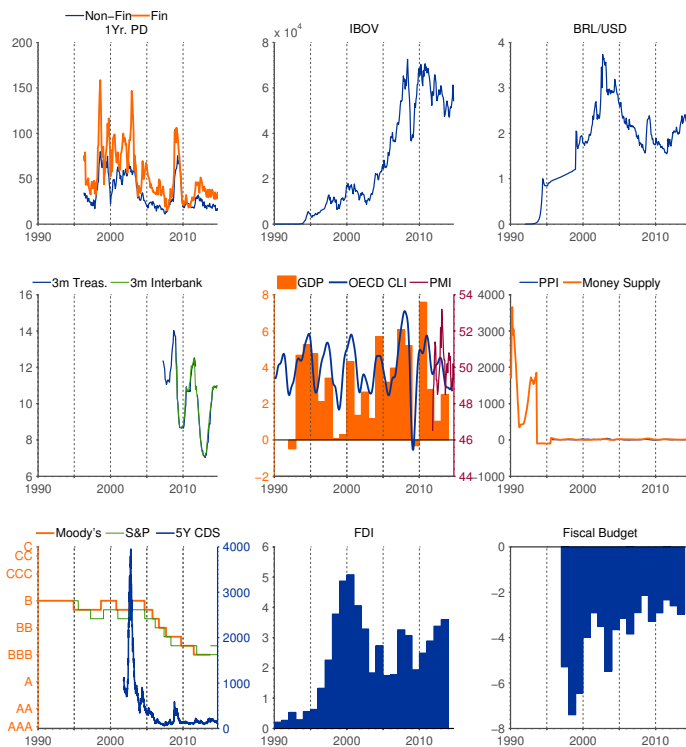 Non−Fin Fin
1Yr. PD
200
150
100
50
0
1990 2000 2010
x 10^4 IBOV
8
6
4
2
0
1990 2000 2010
BRL/USD
4
3
2
1
0
1990 2000 2010
3m Treas. 3m Interbank
16
14
12
10
8
6
1990 2000 2010
GDP OECD CLI PMI
8
6
4
2
0
−2
54
52
50
48
46
44
1990 2000 2010
PPI Money Supply
4000
3000
2000
1000
0
−1000
1990 2000 2010
Moody's S&P 5Y CDS
C
CC
CCC
B
BB
BBB
A
AA
AAA
4000
3000
2000
1000
0
1990 2000 2010
FDI
6
5
4
3
2
1
0
1990 2000 2010
Fiscal Budget
0
−2
−4
−6
−8
1990 2000 2010